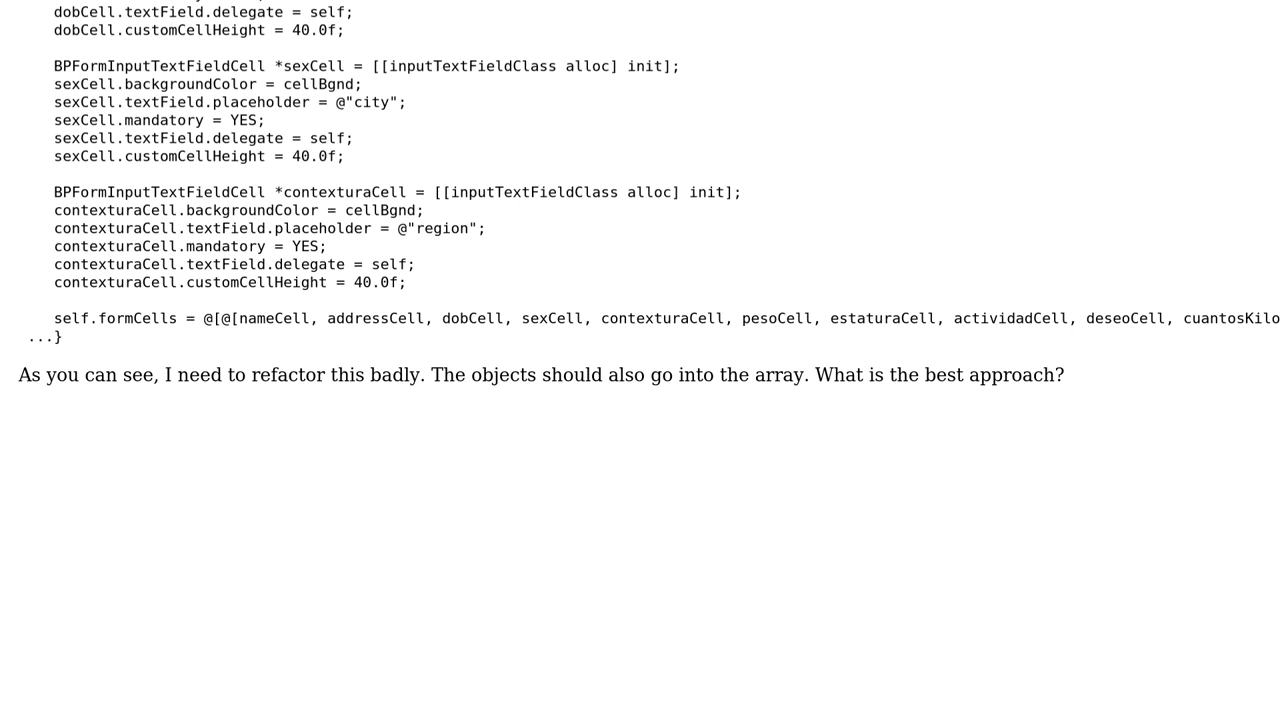 dobCell.textField.delegate = self;
dobCell.customCellHeight = 40.0f;
BPFormInputTextFieldCell *sexCell = [[inputTextFieldClass alloc] init];
sexCell.backgroundColor = cellBgnd;
sexCell.textField.placeholder = @"city";
sexCell.mandatory = YES;
sexCell.textField.delegate = self;
sexCell.customCellHeight = 40.0f;
BPFormInputTextFieldCell *contexturaCell = [[inputTextFieldClass alloc] init];
contexturaCell.backgroundColor = cellBgnd;
contexturaCell.textField.placeholder = @"region";
contexturaCell.mandatory = YES;
contexturaCell.textField.delegate = self;
contexturaCell.customCellHeight = 40.0f;
self.formCells = @[@[nameCell, addressCell, dobCell, sexCell, contexturaCell, pesoCell, estaturaCell, actividadCell, deseoCell, cuantosKilo
...}
As you can see, I need to refactor this badly. The objects should also go into the array. What is the best approach?